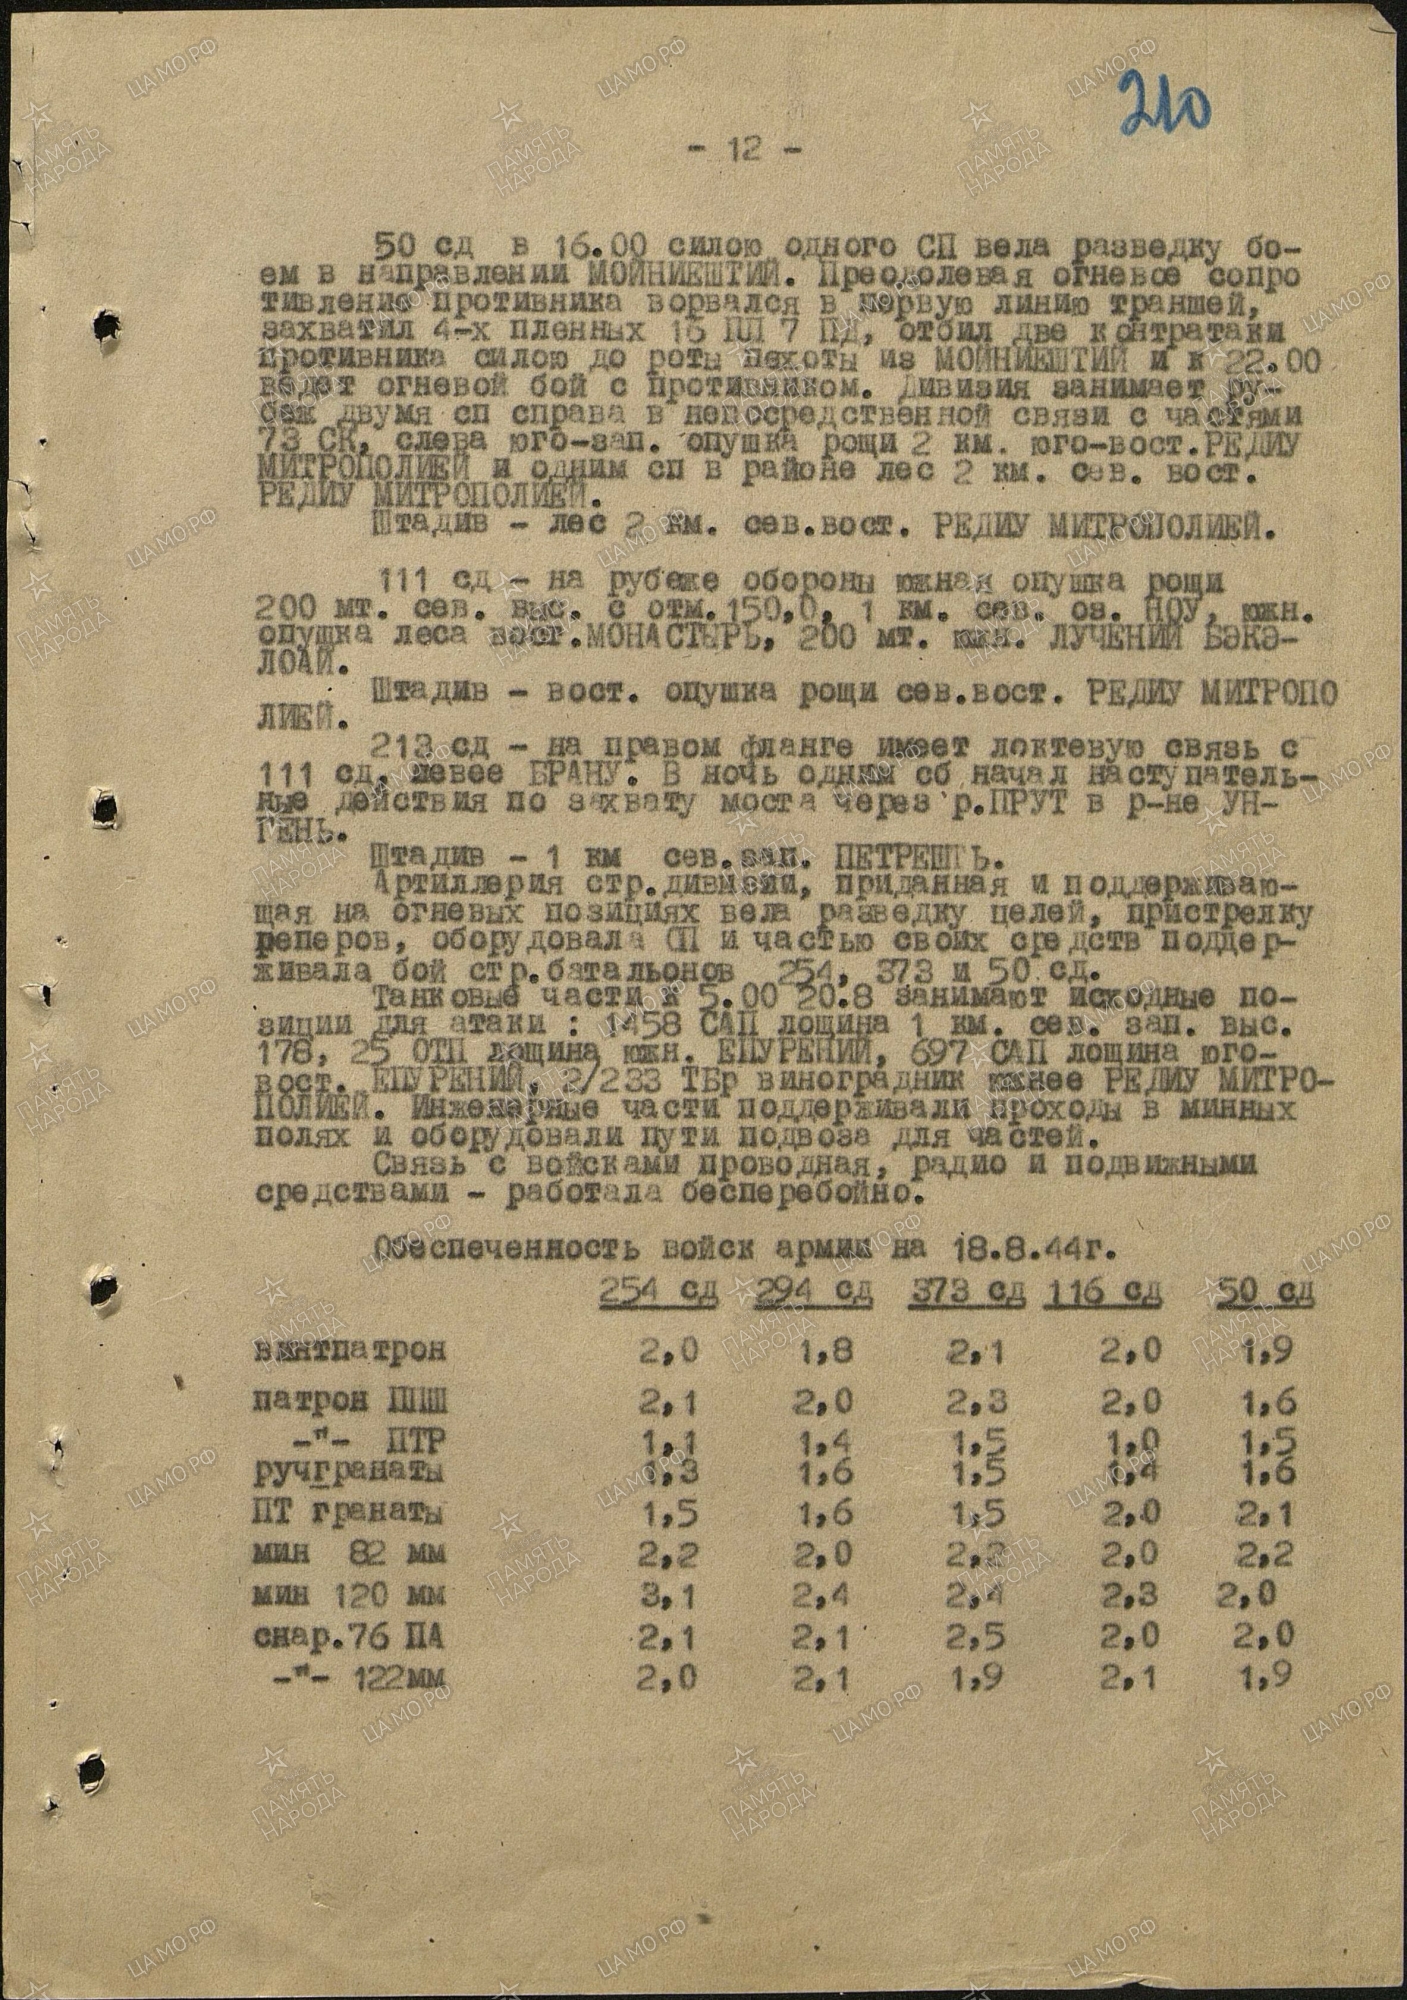 210
- 12 -
50 сд в 16.00 силою одного СП вела разведку бо-
ем в направлении МОЙНИЕШТИЙ. Преодолевая огневое сопро
тивление противника ворвался в первую линию траншей,
захватил 4-х пленных 16 ПП 7 ПД, отбил две контратаки
противника силою до роты пехоты из МОЙНИЕШТИЙ и к 22.00
ведет огневой бой с противником. Дивизия занимает ру-
беж двумя сп справа в непосредственной связи с частями
73 СК, слева юго-зап. опушка рощи 2 км. юго-вост.РЕДИУ
МИТРОПОЛИЕЙ и одним сп в районе лес 2 км. сев. вост.
РЕДИУ МИТРОПОЛИЕЙ.
Штадив - лес 2 км. сев.вост. РЕДИУ МИТРОПОЛИЕЙ.
111 сд - на рубеже обороны южная опушка рощи
200 мт. сев. выс. с отм.150,0, 1 км. сев. оз. НОУ, южн.
опушка леса вост.МОНАСТЫРЬ, 200 мт. южн. ЛУЧЕНИЙ БЭКЭ-
ЛОАЙ.
Штадив - вост. опушка рощи сев.вост. РЕДИУ МИТРОПО
ЛИЕЙ.
213 сд - на правом фланге имеет локтевую связь с
111 сд, левее БРАНУ. В ночь одним сб начал наступатель-
ные действия по захвату моста через р.ПРУТ в р-не УН-
ГЕНЬ.
Штадив - 1 км сев.зап. ПЕТРЕШТЬ.
Артиллерия стр.дивизии, приданная и поддерживаю-
щая на огневых позициях вела разведку целей, пристрелку
реперов, оборудовала ОП и частью своих средств поддер-
живала бой стр.батальонов 254, 373 и 50 сд.
Танковые части к 5.00 20.8 занимают исходные по-
зиции для атаки : 1458 САП лощина 1 км. сев. зап. выс.
178, 25 ОТП лощина южн. ЕПУРЕНИЙ, 697 САП лощина юго-
вост. ЕПУРЕНИЙ, 2/233 ТБр виноградник южнее РЕДИУ МИТРО-
ПОЛИЕЙ. Инженерные части поддерживали проходы в минных
полях и оборудовали пути подвоза для частей.
Связь с войсками проводная, радио и подвижными
средствами - работала бесперебойно.
Обеспеченность войск армии на 18.8.44г.
254 сд 294 сд 373 сд 116 сд 50 сд
винтпатрон 2,0 1,8 2,1 2,0 1,9
патрон ППШ 2,1 2,0 2,3 2,0 1,6
-"- ПТР 1,1 1,4 1,5 1,0 1,5
ручгранаты 1,3 1,6 1,5 1,4 1,6
ПТ гранаты 1,5 1,6 1,5 2,0 2,1
мин 82 мм 2,2 2,0 2,2 2,0 2,2
мин 120 мм 3,1 2,4 2,4 2,3 2,0
снар.76 ПА 2,1 2,1 2,5 2,0 2,0
-"- 122мм 2,0 2,1 1,9 2,1 1,9